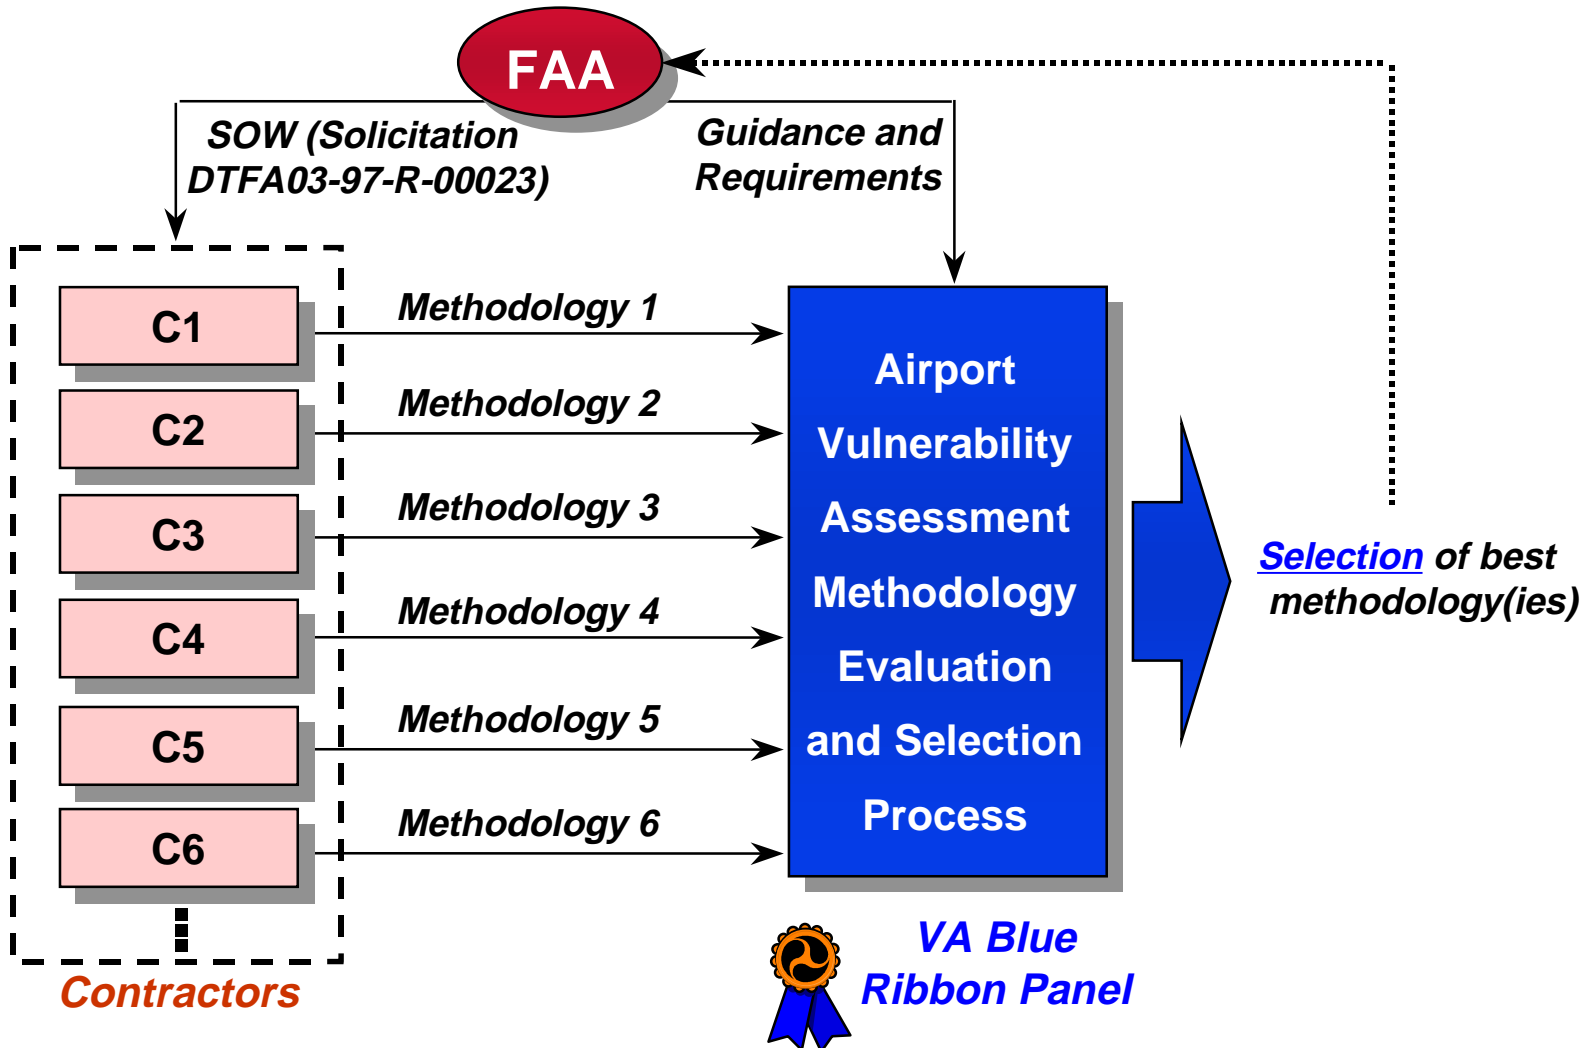 FAA
SOW (Solicitation
DTFA03-97-R-00023)
Guidance and
Requirements
C1
Methodology 1
C2
Methodology 2
C3
Methodology 3
C4
Methodology 4
C5
Methodology 5
C6
Methodology 6
Airport
Vulnerability
Assessment
Methodology
Evaluation
and Selection
Process
Selection of best
methodology(ies)
Contractors
VA Blue
Ribbon Panel